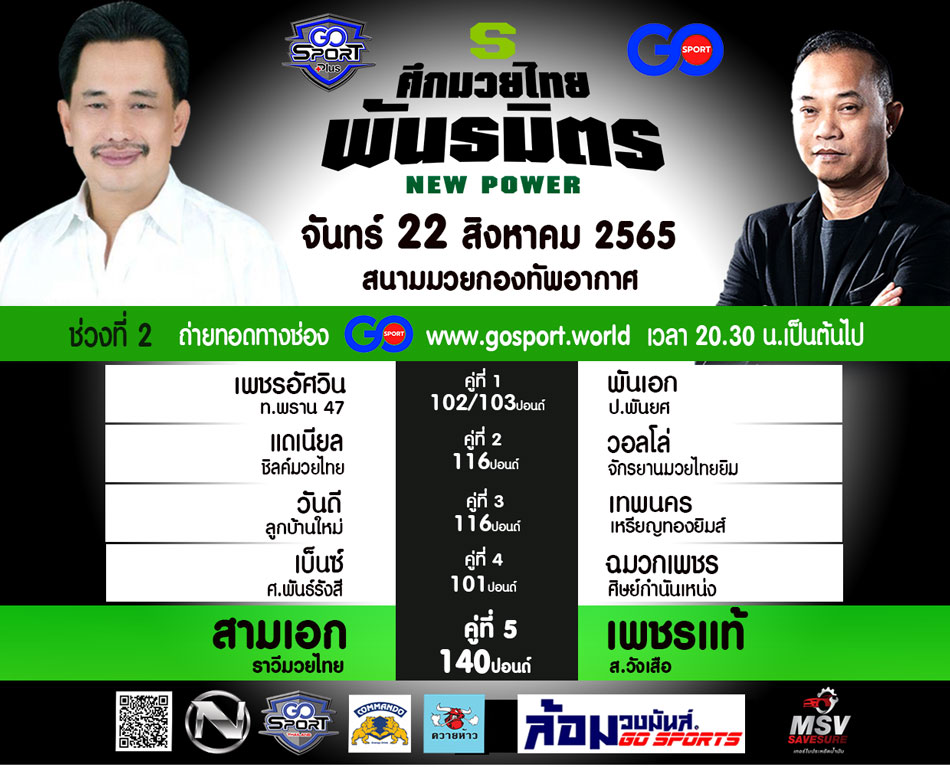 GO
SPORT
Plus
S
GO SPORT
ศึกมวยไทย
พันธมิตร
NEW POWER
จันทร์ 22 สิงหาคม 2565
สนามมวยกองทัพอากาศ
ช่วงที่ 2 ถ่ายทอดทางช่อง GO SPORT www.gosport.world เวลา 20.30 น.เป็นต้นไป
เพชรอัศวิน คู่ที่ 1 พันเอก
ท.พราน 47 102/103ปอนด์ ป.พันยศ
แดเนียล คู่ที่ 2 วอลโล่
ชิลค์มวยไทย 116ปอนด์ จักรยานมวยไทยยิม
วันดี คู่ที่ 3 เทพนคร
ลูกบ้านใหม่ 116ปอนด์ เหรียญทองยิมส์
เบ็นซ์ คู่ที่ 4 ฉมวกเพชร
ศ.พันธ์รังสี 101ปอนด์ ศิษย์กำนันเหน่ง
สามเอก คู่ที่ 5 เพชรแท้
ราวีมวยไทย 140ปอนด์ ส.วังเสือ
N
GO
SPORT
THAILAND
COMMANDO
ควายห้าว
ล้อมวงมันส์.
GO SPORTS
MSV
SAVESURE